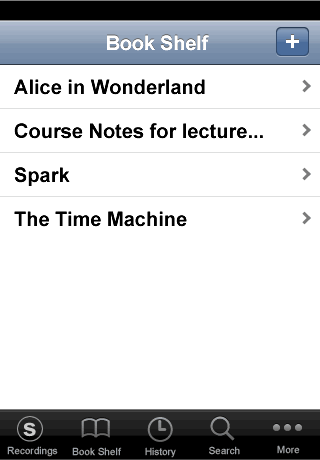 Book Shelf
+
Alice in Wonderland
Course Notes for lecture...
Spark
The Time Machine
S
Recordings
Book Shelf
History
Search
More